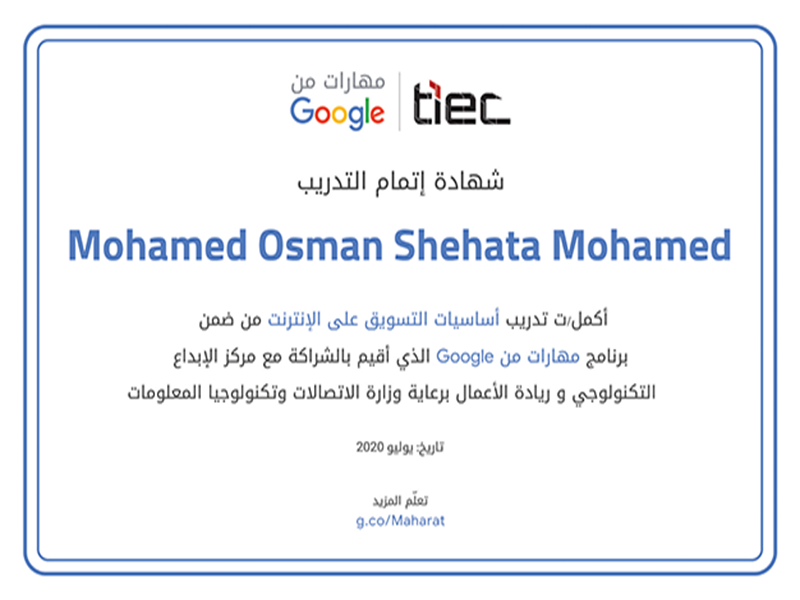 مهارات من
Google
tiec
شهادة إتمام التدريب
Mohamed Osman Shehata Mohamed
أكمل/ت تدريب أساسيات التسويق على الإنترنت من ضمن
برنامج مهارات من Google الذي أقيم بالشراكة مع مركز الإبداع
التكنولوجي و ريادة الأعمال برعاية وزارة الاتصالات وتكنولوجيا المعلومات
تاريخ: يوليو 2020
تعلّم المزيد
g.co/Maharat